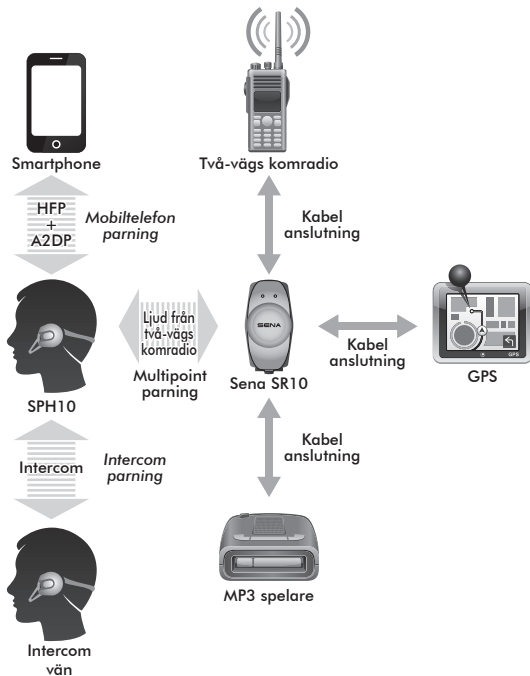 Smartphone
Två-vägs komradio
HFP
+
A2DP
Mobiltelefon
parning
Kabel
anslutning
Ljud från
två-vägs
komradio
Multipoint
parning
SENA
Sena SR10
Kabel
anslutning
GPS
GPS
SPH10
Intercom
Intercom
parning
Kabel
anslutning
MP3 spelare
Intercom
vän